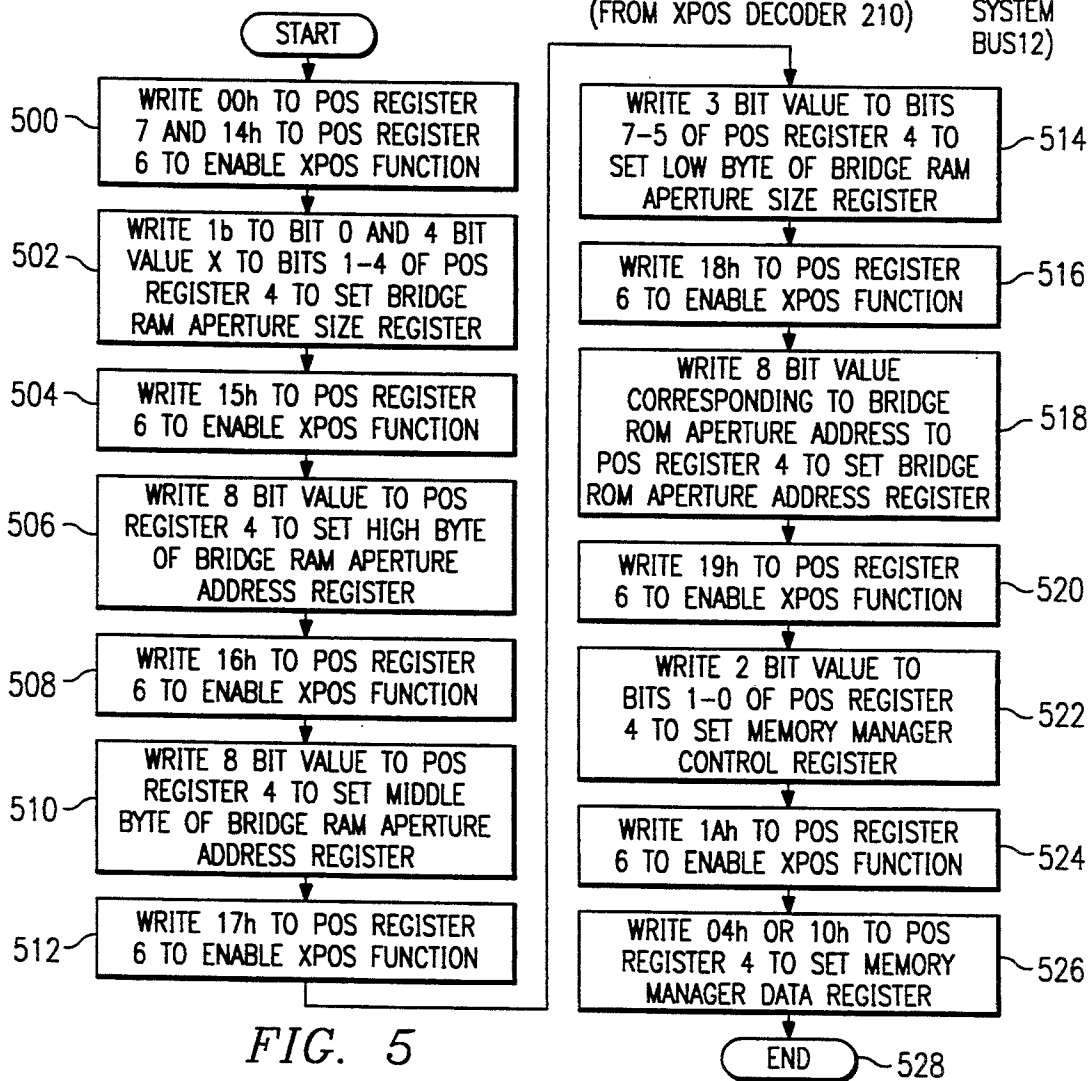 (FROM XPOS DECODER 210)
SYSTEM
BUS12)
START
500
WRITE 00h TO POS REGISTER
7 AND 14h TO POS REGISTER
6 TO ENABLE XPOS FUNCTION
502
WRITE 1b TO BIT 0 AND 4 BIT
VALUE X TO BITS 1-4 OF POS
REGISTER 4 TO SET BRIDGE
RAM APERTURE SIZE REGISTER
504
WRITE 15h TO POS REGISTER
6 TO ENABLE XPOS FUNCTION
506
WRITE 8 BIT VALUE TO POS
REGISTER 4 TO SET HIGH BYTE
OF BRIDGE RAM APERTURE
ADDRESS REGISTER
508
WRITE 16h TO POS REGISTER
6 TO ENABLE XPOS FUNCTION
510
WRITE 8 BIT VALUE TO POS
REGISTER 4 TO SET MIDDLE
BYTE OF BRIDGE RAM APERTURE
ADDRESS REGISTER
512
WRITE 17h TO POS REGISTER
6 TO ENABLE XPOS FUNCTION
WRITE 3 BIT VALUE TO BITS
7-5 OF POS REGISTER 4 TO
SET LOW BYTE OF BRIDGE RAM
APERTURE SIZE REGISTER
514
WRITE 18h TO POS REGISTER
6 TO ENABLE XPOS FUNCTION
516
WRITE 8 BIT VALUE
CORRESPONDING TO BRIDGE
ROM APERTURE ADDRESS TO
POS REGISTER 4 TO SET BRIDGE
ROM APERTURE ADDRESS REGISTER
518
WRITE 19h TO POS REGISTER
6 TO ENABLE XPOS FUNCTION
520
WRITE 2 BIT VALUE TO
BITS 1-0 OF POS REGISTER
4 TO SET MEMORY MANAGER
CONTROL REGISTER
522
WRITE 1Ah TO POS REGISTER
6 TO ENABLE XPOS FUNCTION
524
WRITE 04h OR 10h TO POS
REGISTER 4 TO SET MEMORY
MANAGER DATA REGISTER
526
END
528
FIG. 5